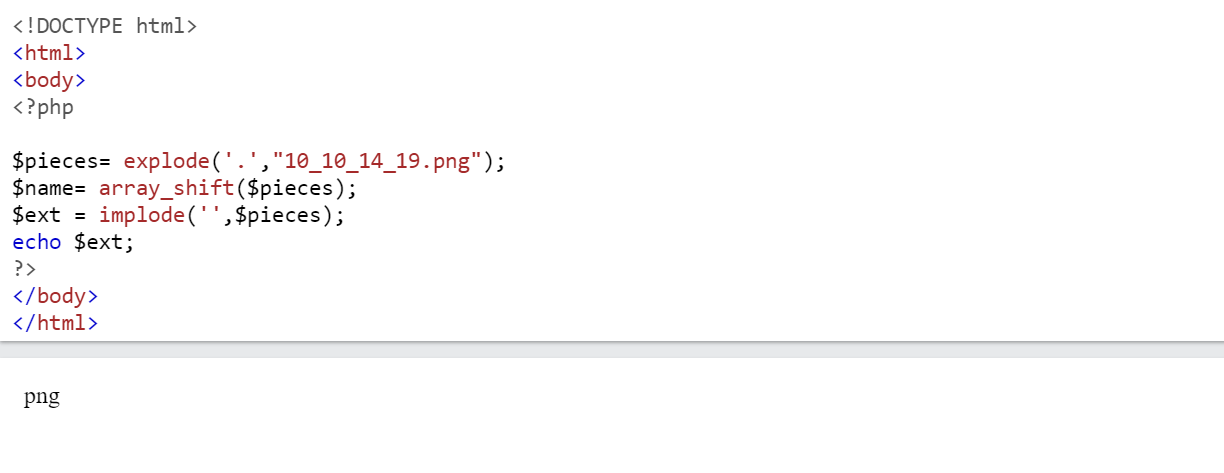 <!DOCTYPE html>
<html>
<body>
<?php
$pieces= explode('.',"10_10_14_19.png");
$name= array_shift($pieces);
$ext = implode('',$pieces);
echo $ext;
?>
</body>
</html>
png